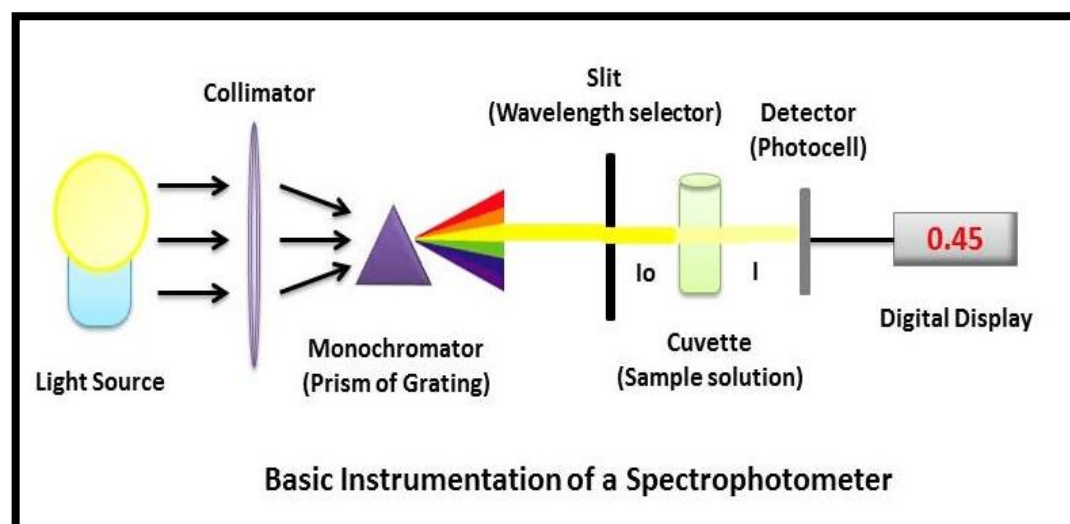 Slit
(Wavelength selector)
Collimator
Detector
(Photocell)
0.45
Io
I
Digital Display
Monochromator
(Prism of Grating)
Cuvette
(Sample solution)
Light Source
Basic Instrumentation of a Spectrophotometer